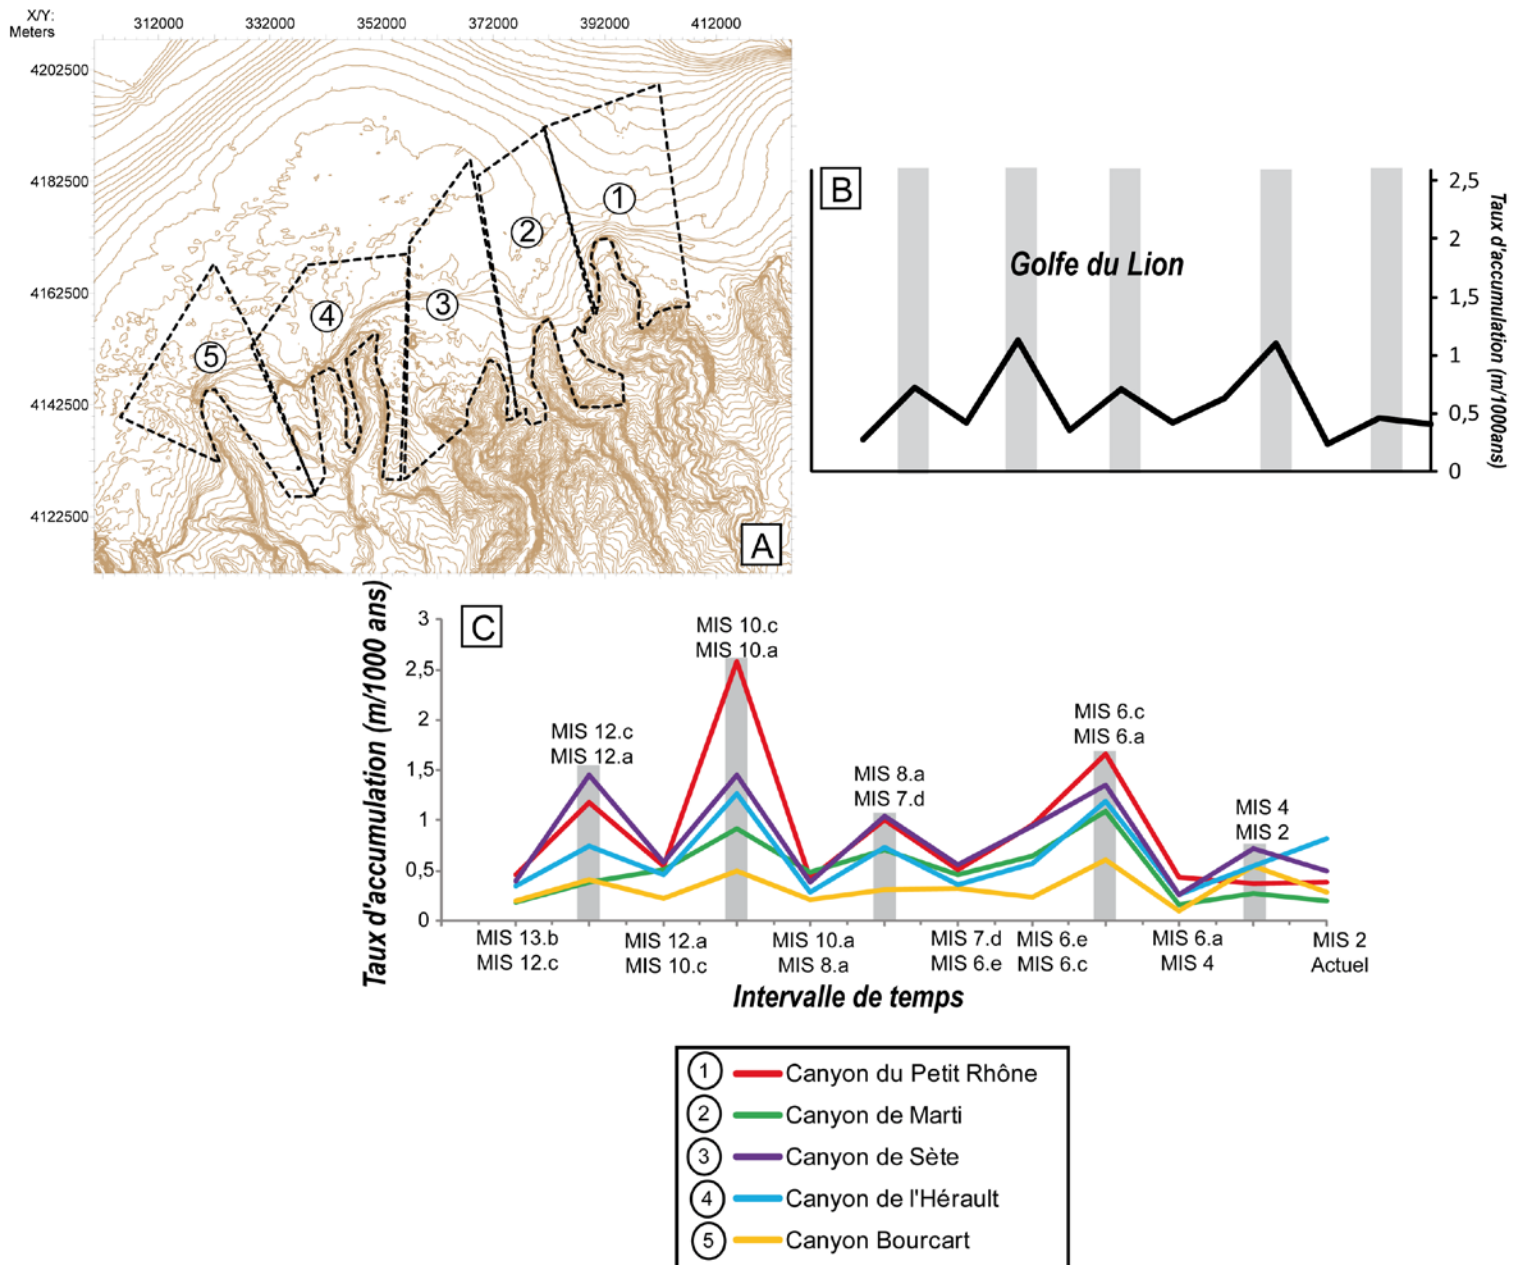 X/Y:
Meters
312000
332000
352000
372000
392000
412000
4202500
4182500
4162500
4142500
4122500
1
2
3
4
5
A
B
Golfe du Lion
2,5
2
1,5
1
0,5
0
Taux d'accumulation (m/1000ans)
C
Taux d'accumulation (m/1000 ans)
3
2,5
2
1,5
1
0,5
0
MIS 12.c
MIS 12.a
MIS 10.c
MIS 10.a
MIS 8.a
MIS 7.d
MIS 6.c
MIS 6.a
MIS 4
MIS 2
MIS 13.b
MIS 12.c
MIS 12.a
MIS 10.c
MIS 10.a
MIS 8.a
MIS 7.d
MIS 6.e
MIS 6.e
MIS 6.c
MIS 6.a
MIS 4
MIS 2
Actuel
Intervalle de temps
1 Canyon du Petit Rhône
2 Canyon de Marti
3 Canyon de Sète
4 Canyon de l'Hérault
5 Canyon Bourcart